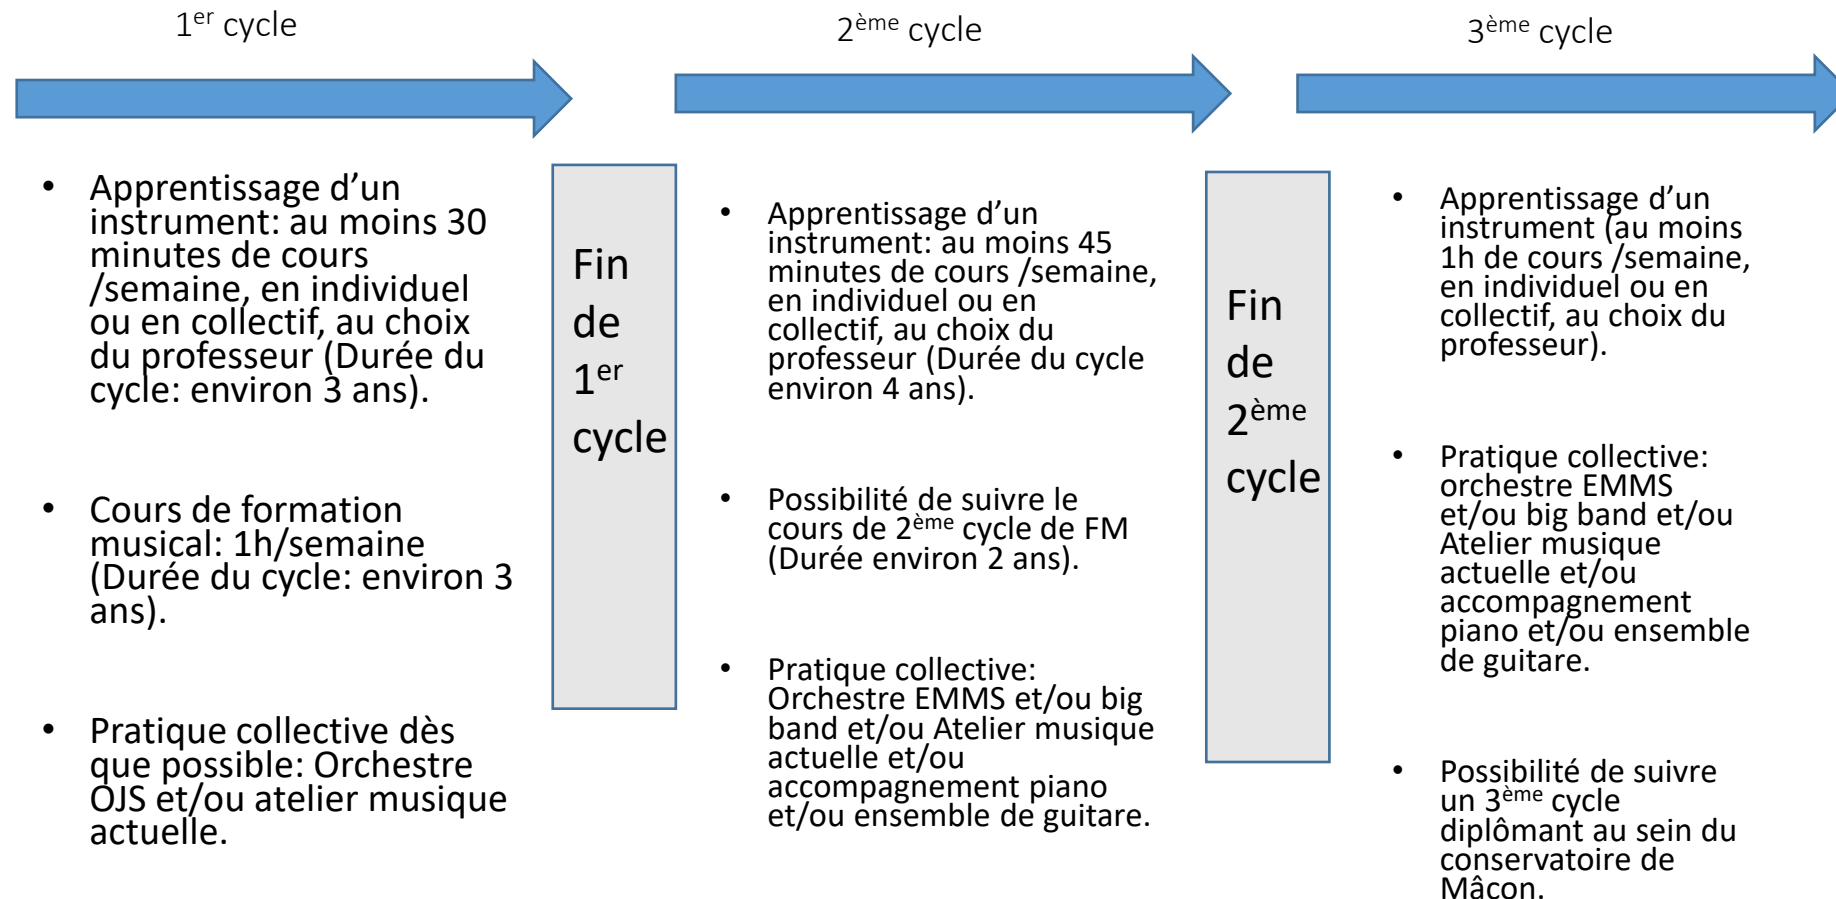 1er cycle
2ème cycle
3ème cycle
• Apprentissage d’un
instrument: au moins 30
minutes de cours
/semaine, en individuel
ou en collectif, au choix
du professeur (Durée du
cycle: environ 3 ans).
• Cours de formation
musical: 1h/semaine
(Durée du cycle: environ 3
ans).
• Pratique collective dès
que possible: Orchestre
OJS et/ou atelier musique
actuelle.
Fin
de
1er
cycle
• Apprentissage d’un
instrument: au moins 45
minutes de cours /semaine,
en individuel ou en
collectif, au choix du
professeur (Durée du cycle
environ 4 ans).
• Possibilité de suivre le
cours de 2ème cycle de FM
(Durée environ 2 ans).
• Pratique collective:
Orchestre EMMS et/ou big
band et/ou Atelier musique
actuelle et/ou
accompagnement piano
et/ou ensemble de guitare.
Fin
de
2ème
cycle
• Apprentissage d’un
instrument (au moins
1h de cours /semaine,
en individuel ou en
collectif, au choix du
professeur).
• Pratique collective:
orchestre EMMS
et/ou big band et/ou
Atelier musique
actuelle et/ou
accompagnement
piano et/ou ensemble
de guitare.
• Possibilité de suivre
un 3ème cycle
diplômant au sein du
conservatoire de
Mâcon.